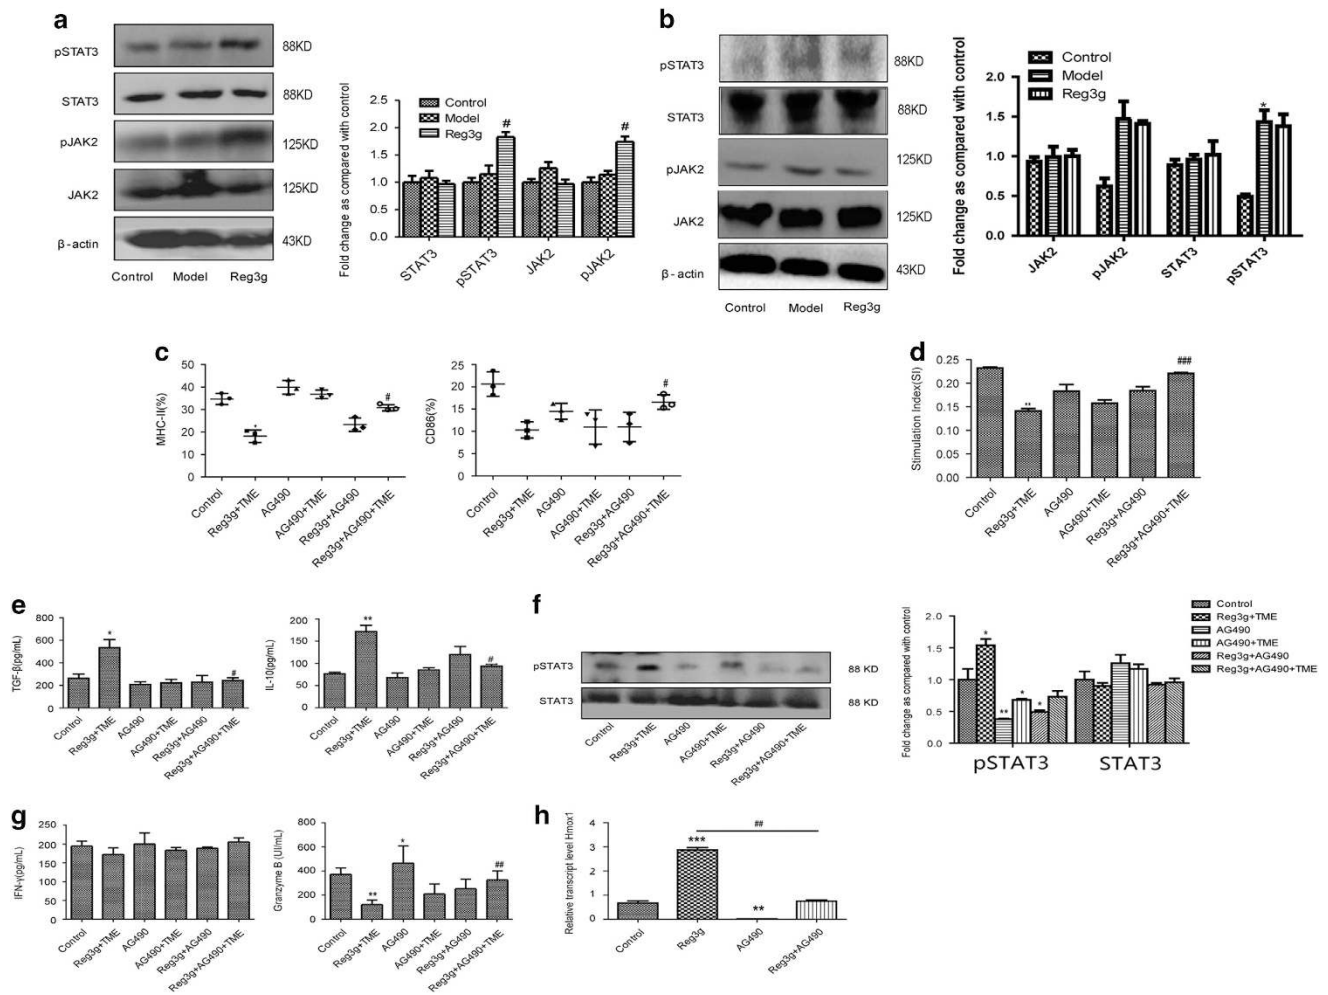 a
pSTAT3
88KD
STAT3
88KD
pJAK2
125KD
JAK2
125KD
β-actin
43KD
Control Model Reg3g
Fold change as compared with control
2.5
2.0
1.5
1.0
0.5
0.0
Control
Model
Reg3g
#
#
STAT3 pSTAT3 JAK2 pJAK2
b
pSTAT3
88KD
STAT3
88KD
pJAK2
125KD
JAK2
125KD
β-actin
43KD
Control Model Reg3g
Fold change as compared with control
2.0
1.5
1.0
0.5
0.0
Control
Model
Reg3g
*
JAK2 pJAK2 STAT3 pSTAT3
c
MHC-II(%)
50
40
30
20
10
0
*
#
Control Reg3g+TME AG490 AG490+TME Reg3g+AG490 Reg3g+AG490+TME
CD86(%)
25
20
15
10
5
0
#
Control Reg3g+TME AG490 AG490+TME Reg3g+AG490 Reg3g+AG490+TME
d
Stimulation Index(SI)
0.25
0.20
0.15
0.10
0.05
0.00
**
###
Control Reg3g+TME AG490 AG490+TME Reg3g+AG490 Reg3g+AG490+TME
e
TGF-β(pg/mL)
800
600
400
200
0
*
#
Control Reg3g+TME AG490 AG490+TME Reg3g+AG490 Reg3g+AG490+TME
IL-10(pg/mL)
200
150
100
50
0
**
#
Control Reg3g+TME AG490 AG490+TME Reg3g+AG490 Reg3g+AG490+TME
f
pSTAT3
88 KD
STAT3
88 KD
Control Reg3g+TME AG490 AG490+TME Reg3g+AG490 Reg3g+AG490+TME
Fold change as compared with control
2.0
1.5
1.0
0.5
0.0
*
**
*
*
pSTAT3 STAT3
Control
Reg3g+TME
AG490
AG490+TME
Reg3g+AG490
Reg3g+AG490+TME
g
IFN-γ(pg/mL)
250
200
150
100
50
0
Control Reg3g+TME AG490 AG490+TME Reg3g+AG490 Reg3g+AG490+TME
Granzyme B (UI/mL)
800
600
400
200
0
**
*
##
Control Reg3g+TME AG490 AG490+TME Reg3g+AG490 Reg3g+AG490+TME
h
Relative transcript level Hmox1
4
3
2
1
0
***
**
##
Control Reg3g AG490 Reg3g+AG490